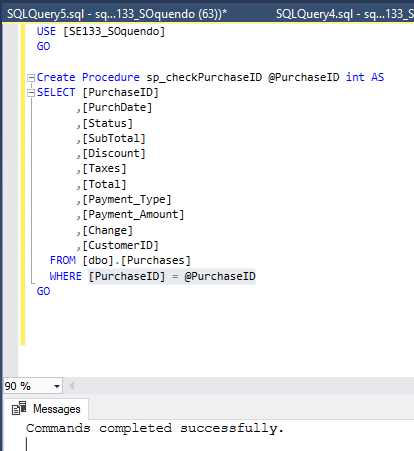 SQLQuery5.sql - sq...133_SOquendo (63))*
SQLQuery4.sql - sq...133_SOq
USE [SE133_SOquendo]
GO
Create Procedure sp_checkPurchaseID @PurchaseID int AS
SELECT [PurchaseID]
,[PurchDate]
,[Status]
,[SubTotal]
,[Discount]
,[Taxes]
,[Total]
,[Payment_Type]
,[Payment_Amount]
,[Change]
,[CustomerID]
FROM [dbo].[Purchases]
WHERE [PurchaseID] = @PurchaseID
GO
90 %
Messages
Commands completed successfully.